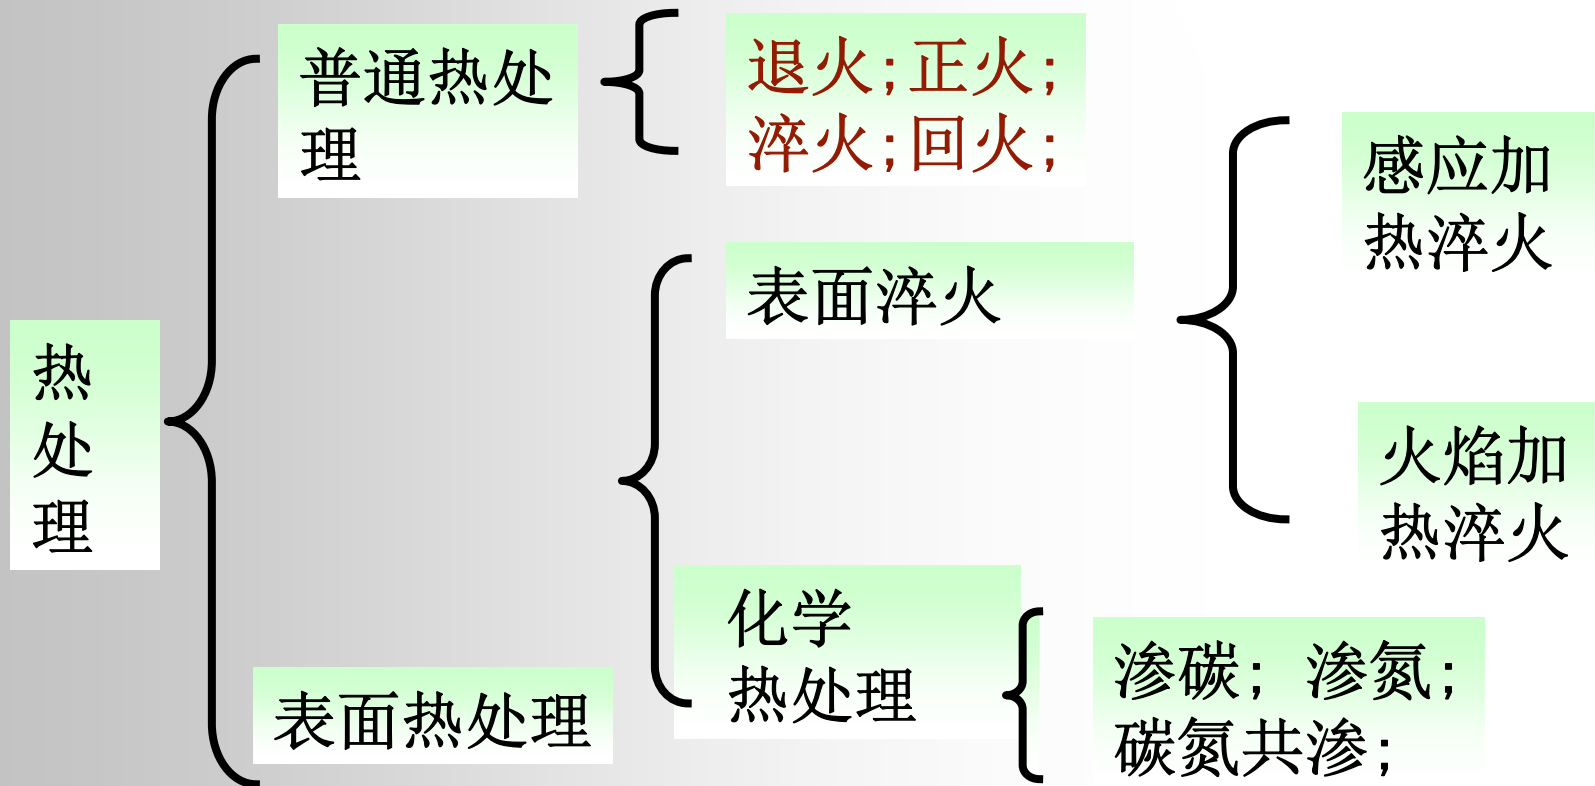 热
处
理
普通热处
理
退火;正火;
淬火;回火;
表面热处理
表面淬火
感应加
热淬火
火焰加
热淬火
化学
热处理
渗碳; 渗氮;
碳氮共渗;